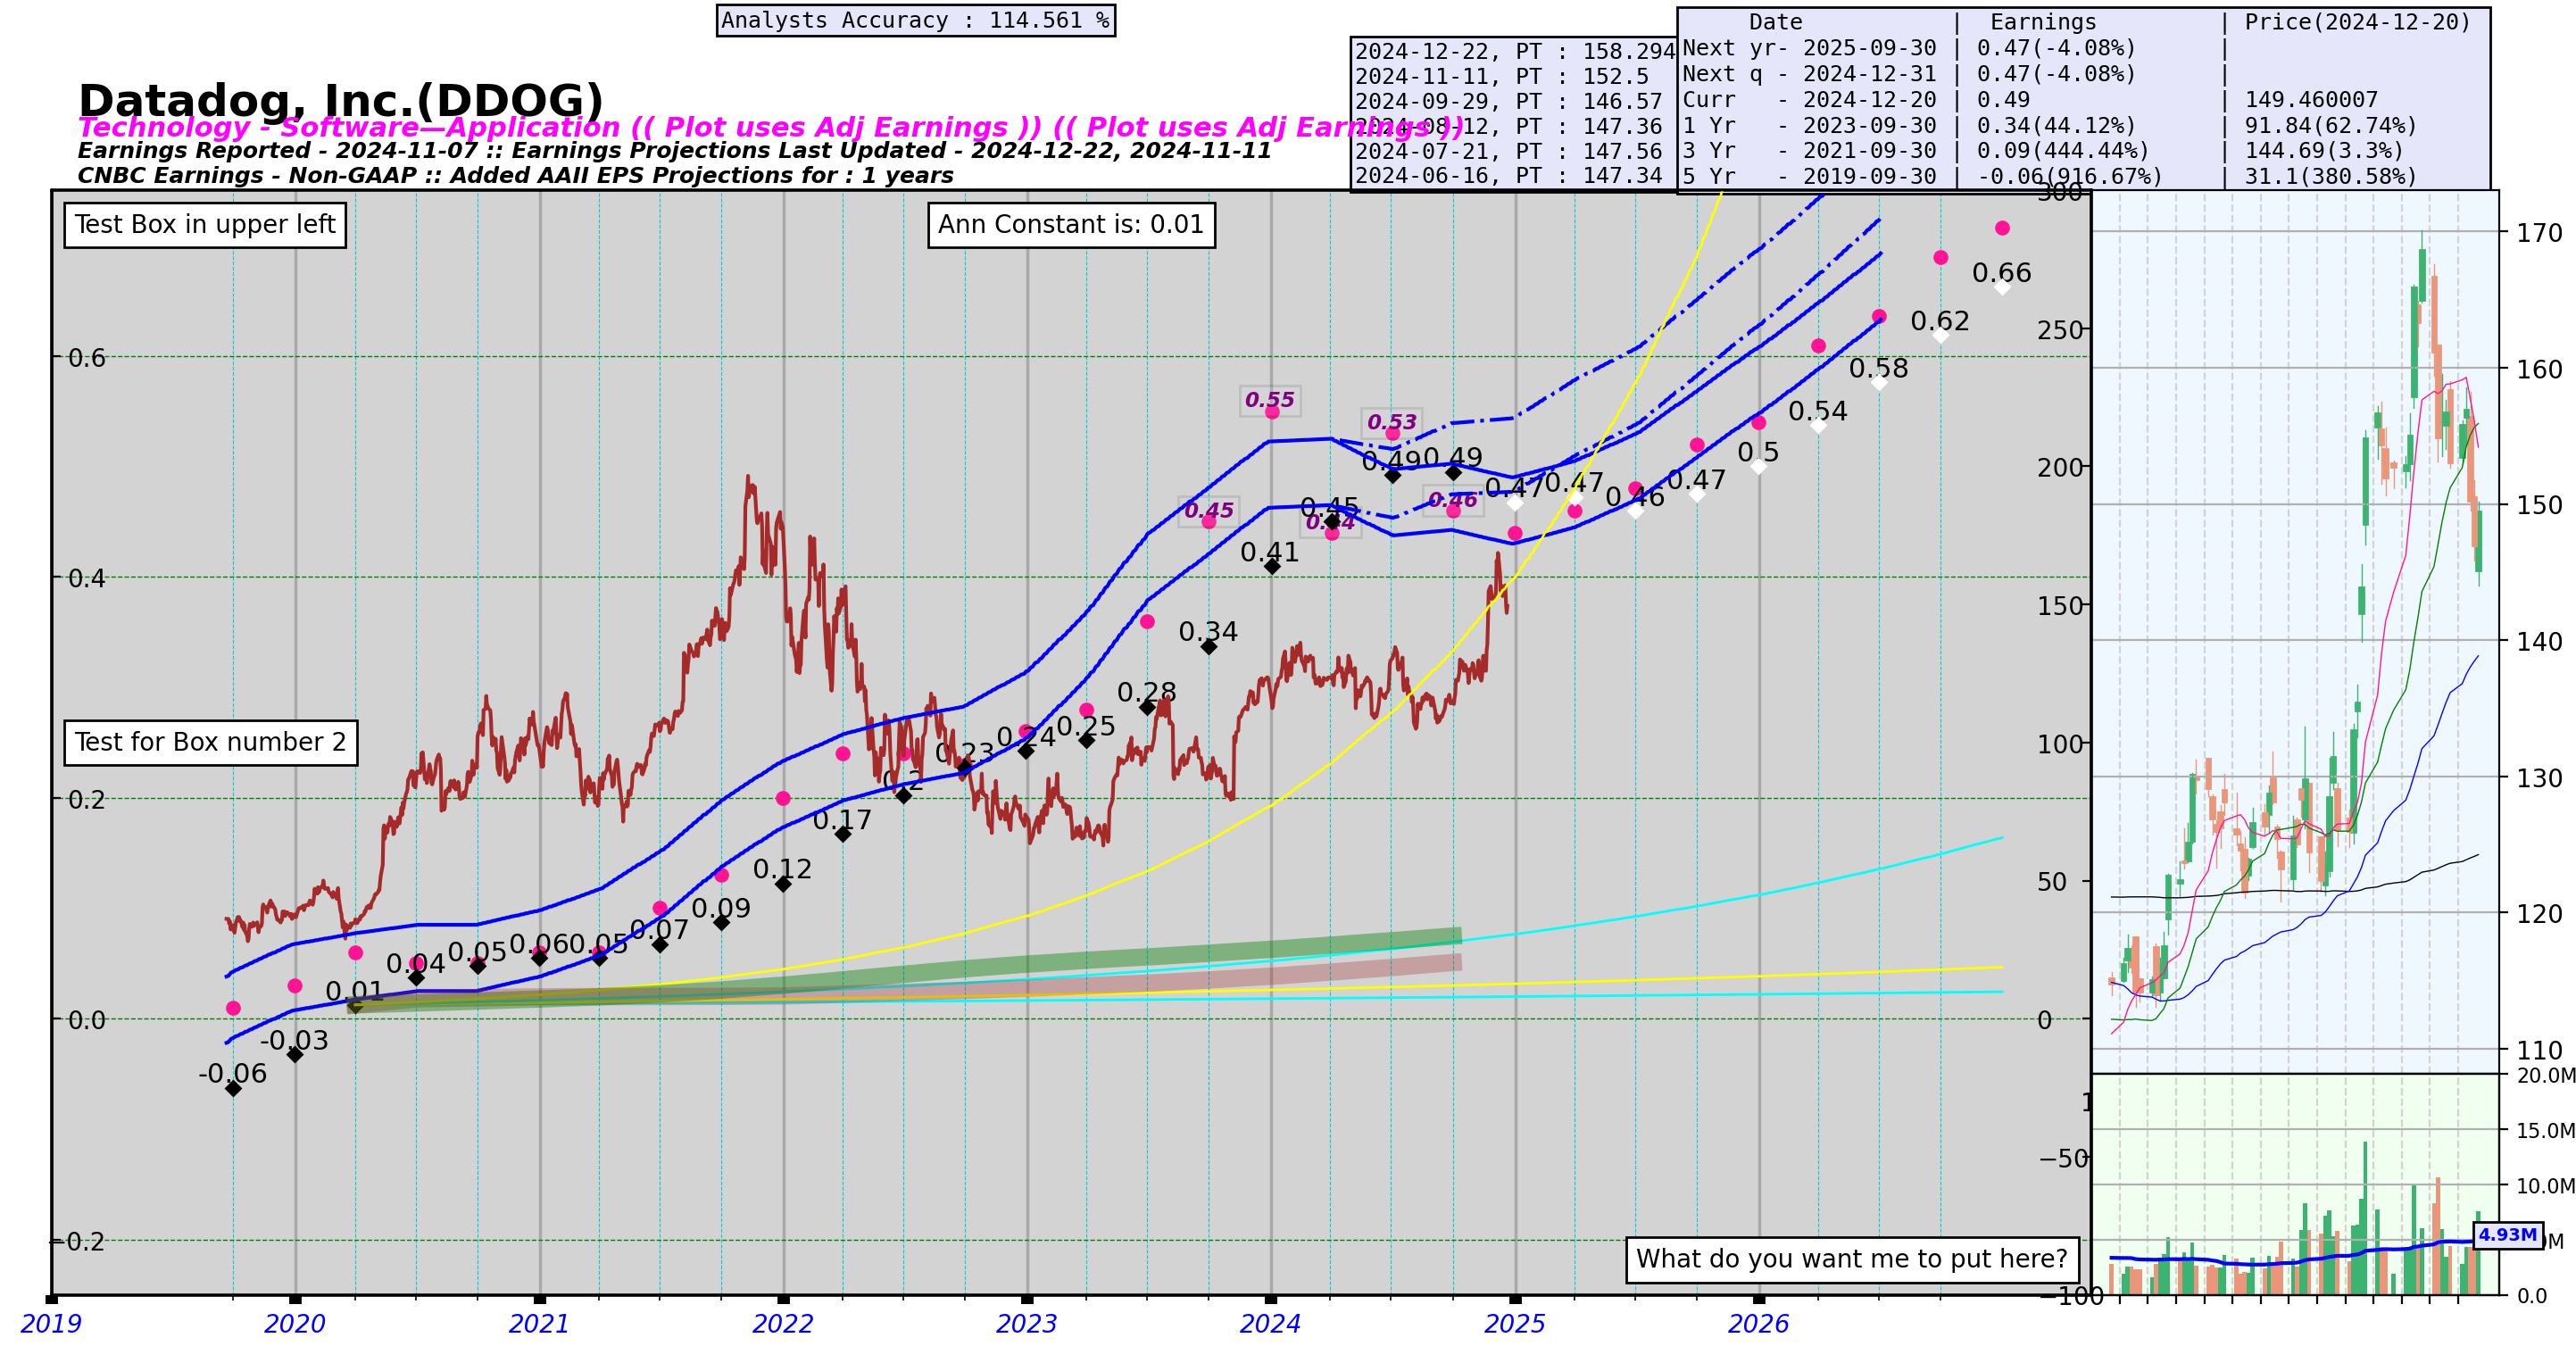 Analysts Accuracy : 114.561 %
Datadog, Inc.(DDOG)
Technology - Software—Application (( Plot uses Adj Earnings )) (( Plot uses Adj Earnings ))
Earnings Reported - 2024-11-07 :: Earnings Projections Last Updated - 2024-12-22, 2024-11-11
CNBC Earnings - Non-GAAP :: Added AAII EPS Projections for : 1 years
2024-12-22, PT : 158.294
2024-11-11, PT : 152.5
2024-09-29, PT : 146.57
2024-08-12, PT : 147.36
2024-07-21, PT : 147.56
2024-06-16, PT : 147.34
Date | Earnings | Price(2024-12-20)
Next yr- 2025-09-30 | 0.47(-4.08%) |
Next q - 2024-12-31 | 0.47(-4.08%) |
Curr - 2024-12-20 | 0.49 | 149.460007
1 Yr - 2023-09-30 | 0.34(44.12%) | 91.84(62.74%)
3 Yr - 2021-09-30 | 0.09(444.44%) | 144.69(3.3%)
5 Yr - 2019-09-30 | -0.06(916.67%) | 31.1(380.58%)
Test Box in upper left
Ann Constant is: 0.01
Test for Box number 2
What do you want me to put here?
0.6
0.4
0.2
0.0
−0.2
-0.06
-0.03
0.01
0.04
0.05
0.06
0.05
0.07
0.09
0.12
0.17
0.2
0.23
0.24
0.25
0.28
0.34
0.41
0.45
0.49
0.49
0.47
0.47
0.46
0.47
0.5
0.54
0.58
0.62
0.66
0.45
0.55
0.44
0.53
0.46
300
250
200
150
100
50
0
−50
−100
170
160
150
140
130
120
110
20.0M
15.0M
10.0M
4.93M
0.0
2019
2020
2021
2022
2023
2024
2025
2026